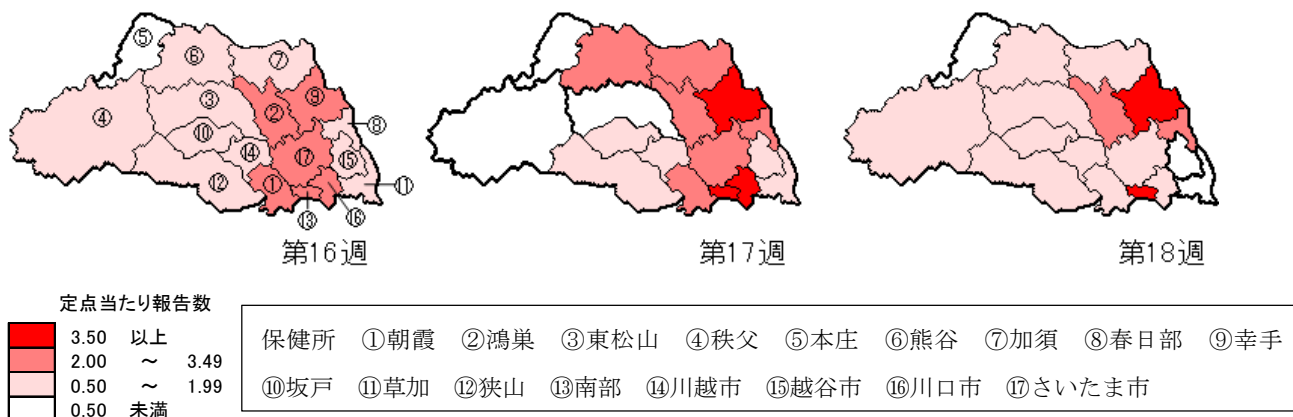 ⑤
⑥
⑦
④
③
②
⑨
⑩
⑧
⑭
⑰
⑮
⑫
①
⑪
⑬
⑯
第16週
第17週
第18週
定点当たり報告数
3.50 以上
2.00 ～ 3.49
0.50 ～ 1.99
0.50 未満
保健所 ①朝霞 ②鴻巣 ③東松山 ④秩父 ⑤本庄 ⑥熊谷 ⑦加須 ⑧春日部 ⑨幸手
⑩坂戸 ⑪草加 ⑫狭山 ⑬南部 ⑭川越市 ⑮越谷市 ⑯川口市 ⑰さいたま市